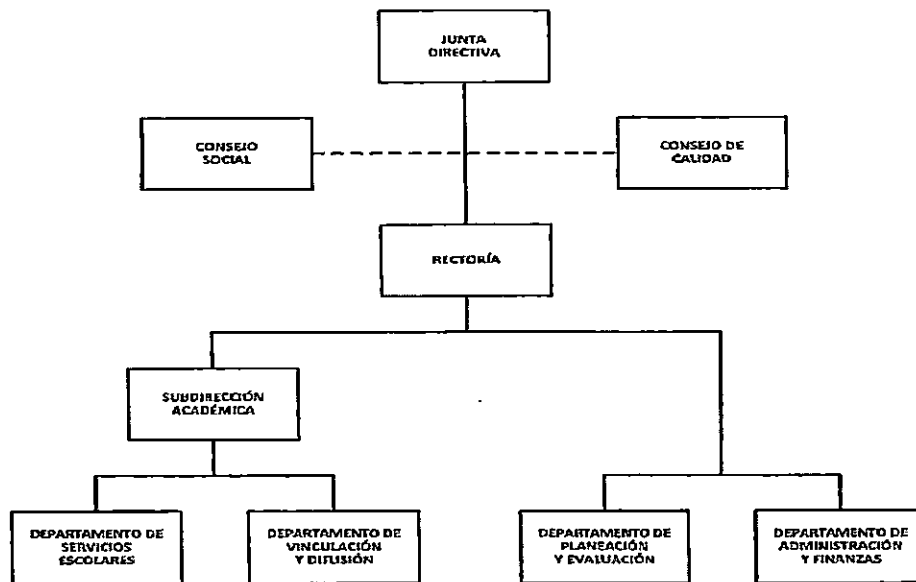 JUNTA
DIRECTIVA
CONSEJO
SOCIAL
CONSEJO DE
CALIDAD
RECTORÍA
SUBDIRECCIÓN
ACADÉMICA
DEPARTAMENTO DE
SERVICIOS
ESCOLARES
DEPARTAMENTO DE
VINCULACIÓN
Y DIFUSIÓN
DEPARTAMENTO DE
PLANEACIÓN
Y EVALUACIÓN
DEPARTAMENTO DE
ADMINISTRACIÓN
Y FINANZAS